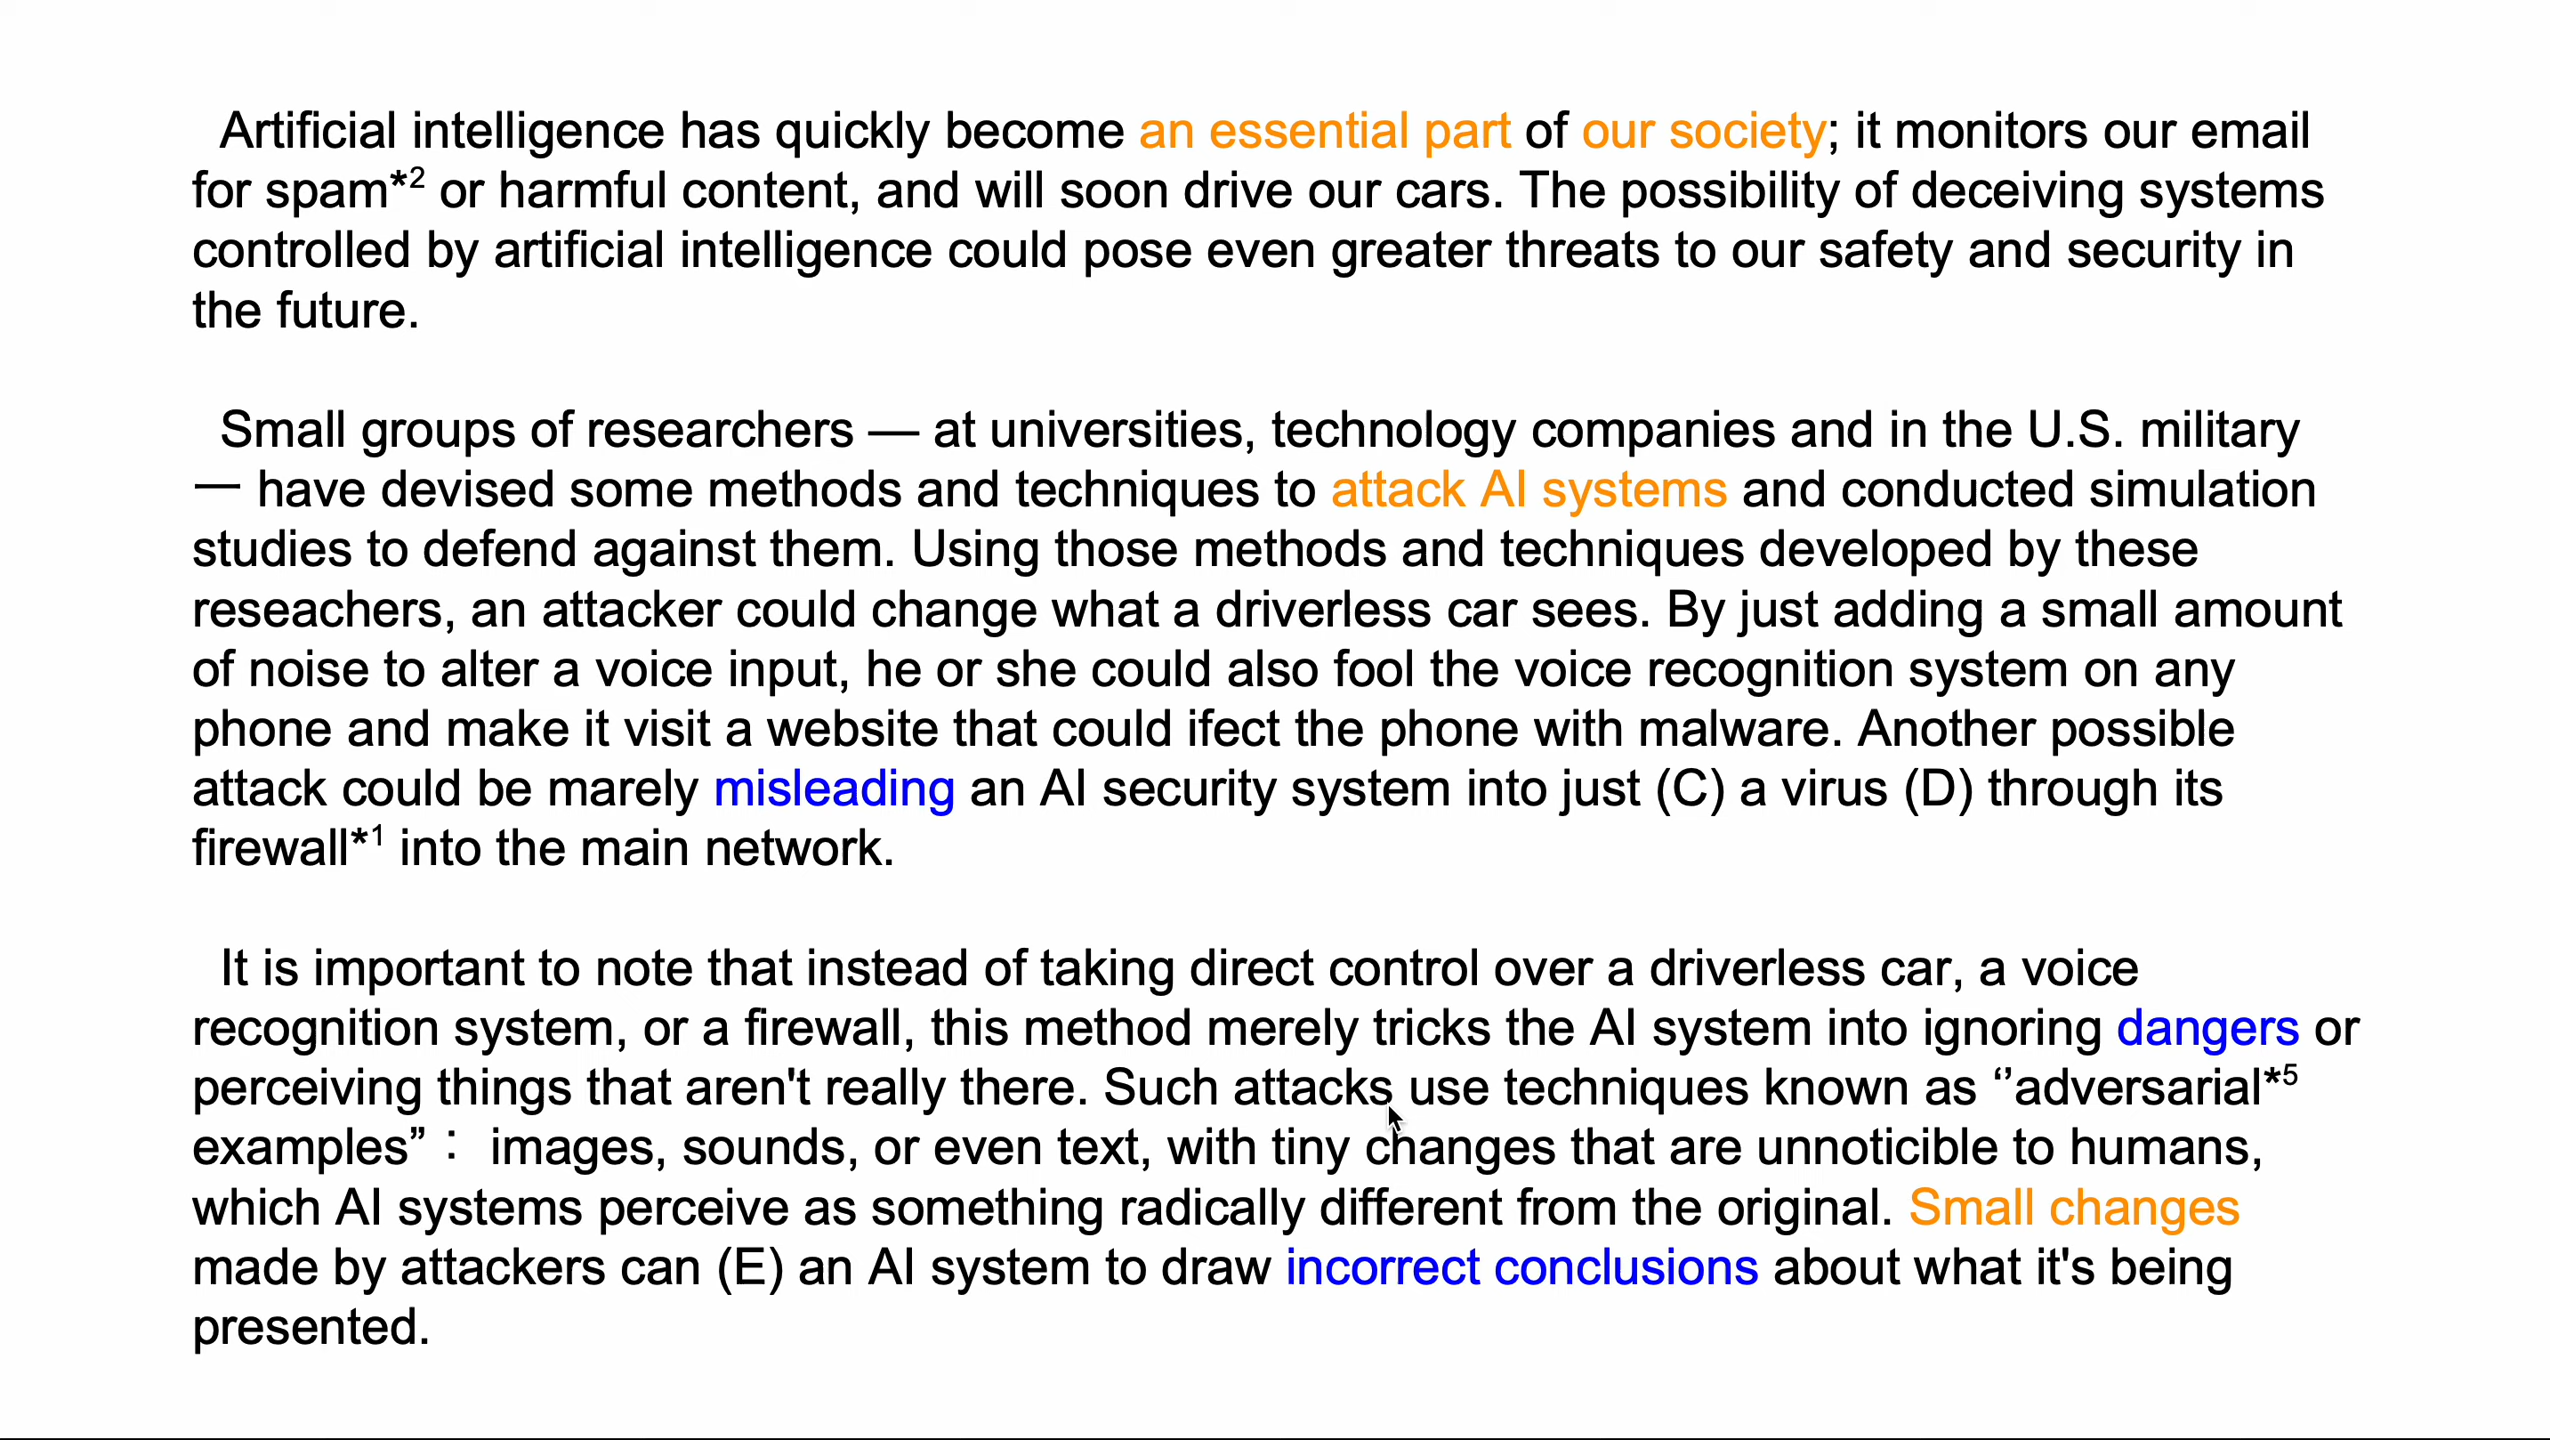 Artificial intelligence has quickly become an essential part of our society; it monitors our email
for spam*2 or harmful content, and will soon drive our cars. The possibility of deceiving systems
controlled by artificial intelligence could pose even greater threats to our safety and security in
the future.
Small groups of researchers — at universities, technology companies and in the U.S. military
— have devised some methods and techniques to attack AI systems and conducted simulation
studies to defend against them. Using those methods and techniques developed by these
reseachers, an attacker could change what a driverless car sees. By just adding a small amount
of noise to alter a voice input, he or she could also fool the voice recognition system on any
phone and make it visit a website that could ifect the phone with malware. Another possible
attack could be marely misleading an AI security system into just (C) a virus (D) through its
firewall*1 into the main network.
It is important to note that instead of taking direct control over a driverless car, a voice
recognition system, or a firewall, this method merely tricks the AI system into ignoring dangers or
perceiving things that aren't really there. Such attacks use techniques known as ‘’adversarial*5
examples”： images, sounds, or even text, with tiny changes that are unnoticible to humans,
which AI systems perceive as something radically different from the original. Small changes
made by attackers can (E) an AI system to draw incorrect conclusions about what it's being
presented.